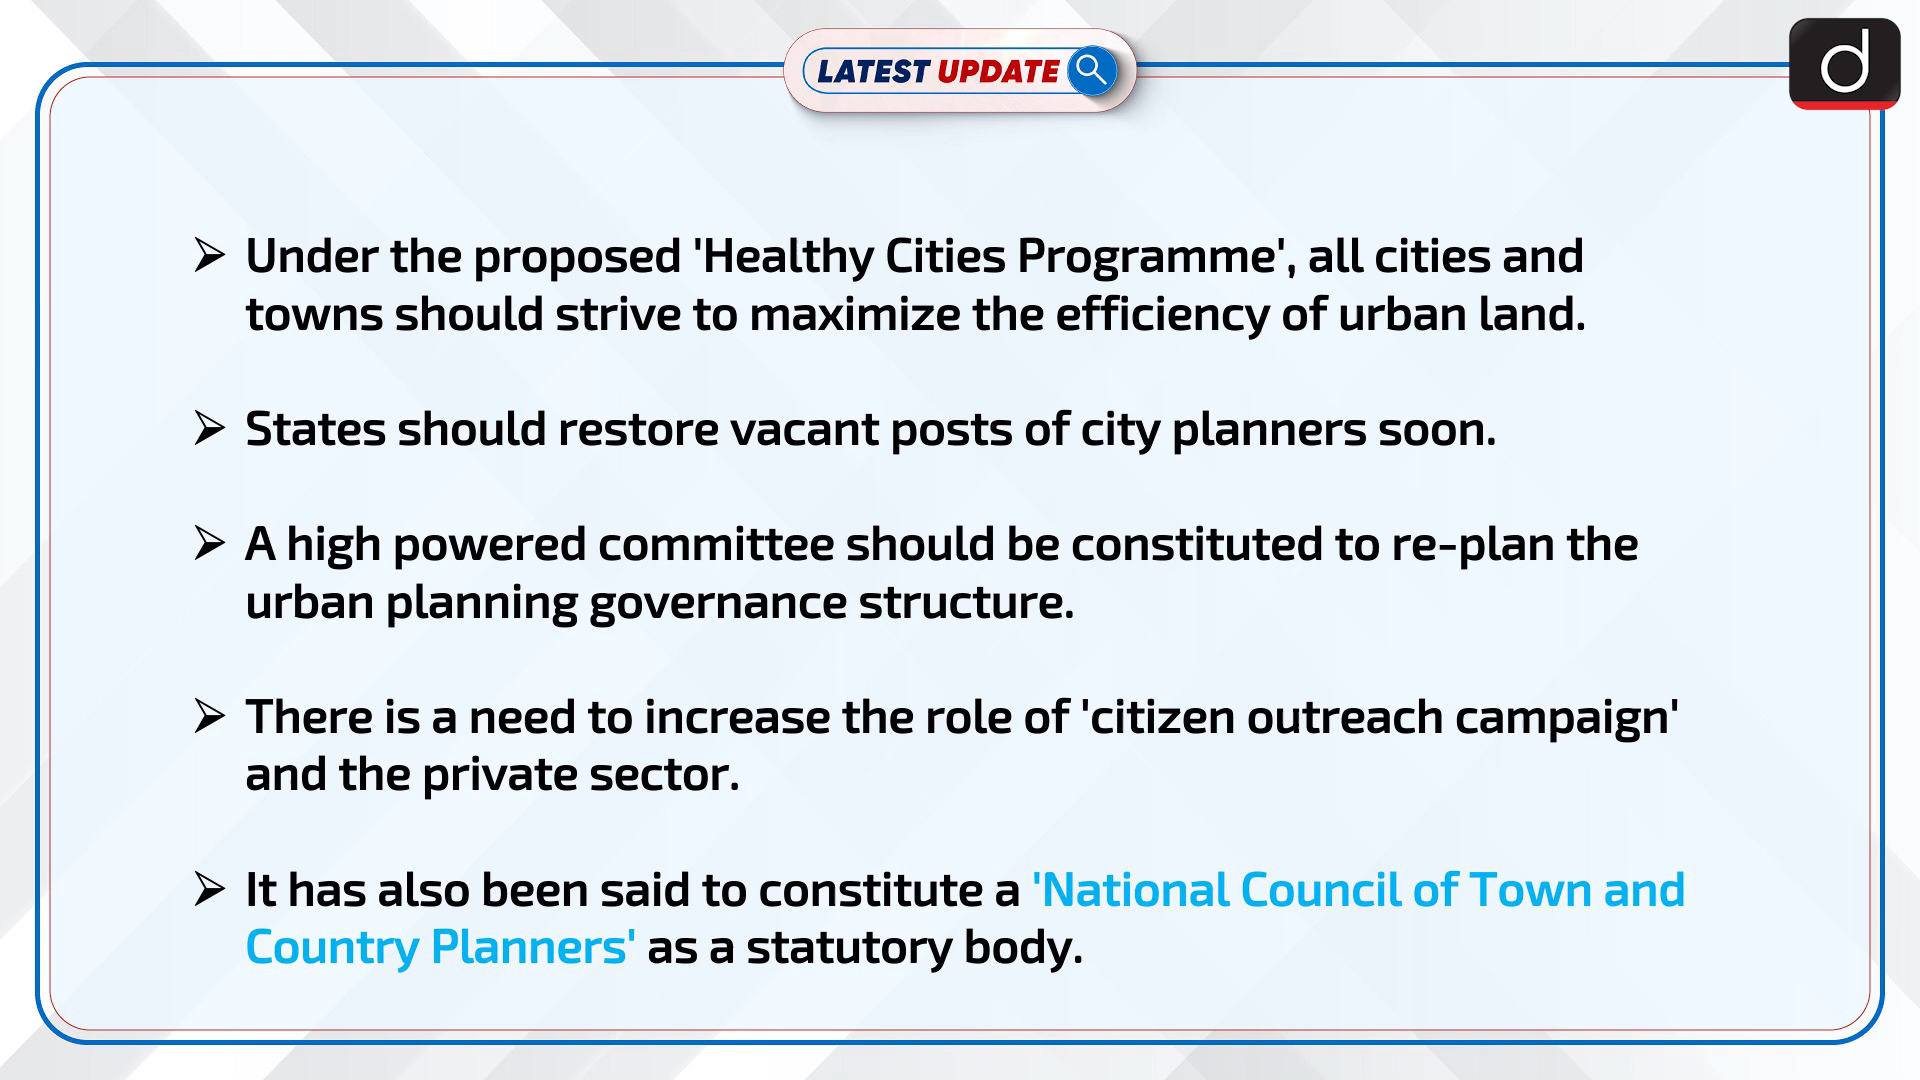 LATEST UPDATE
d
Under the proposed 'Healthy Cities Programme', all cities and
towns should strive to maximize the efficiency of urban land.
States should restore vacant posts of city planners soon.
A high powered committee should be constituted to re-plan the
urban planning governance structure.
There is a need to increase the role of 'citizen outreach campaign'
and the private sector.
It has also been said to constitute a 'National Council of Town and
Country Planners' as a statutory body.